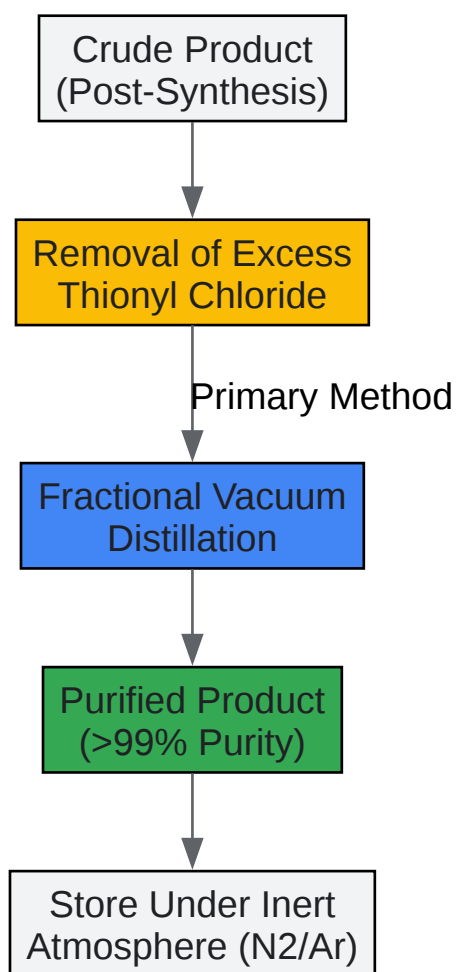 Crude Product
(Post-Synthesis)
Removal of Excess
Thionyl Chloride
Primary Method
Fractional Vacuum
Distillation
Purified Product
(>99% Purity)
Store Under Inert
Atmosphere (N2/Ar)